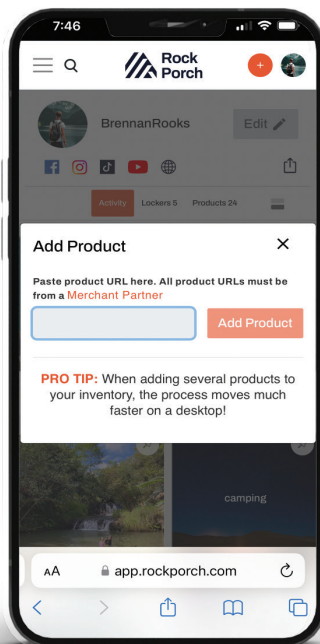 7:46
Rock
Porch
+
BrennanRooks
Edit
Activity Lockers 5 Products 24
Add Product
Paste product URL here. All product URLs must be
from a Merchant Partner
Add Product
PRO TIP: When adding several products to
your inventory, the process moves much
faster on a desktop!
camping
AA app.rockporch.com